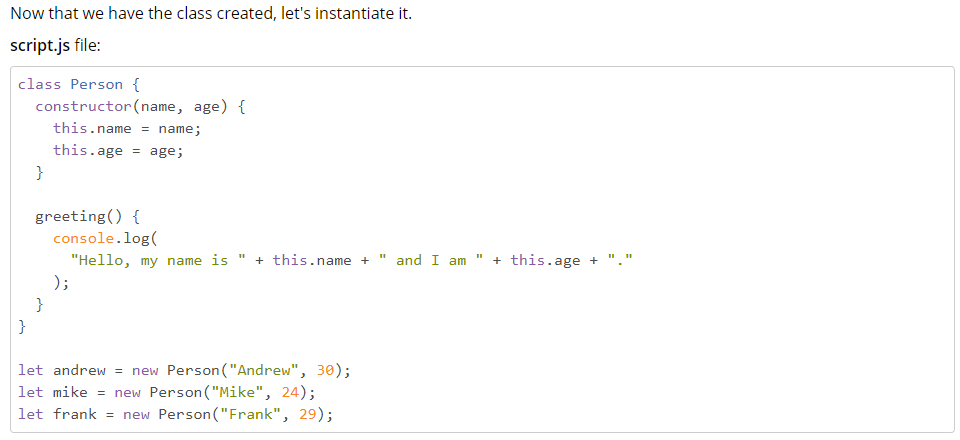 Now that we have the class created, let's instantiate it.
script.js file:
class Person {
  constructor(name, age) {
    this.name = name;
    this.age = age;
  }
  greeting() {
    console.log(
      "Hello, my name is " + this.name + " and I am " + this.age + "."
    );
  }
}
let andrew = new Person("Andrew", 30);
let mike = new Person("Mike", 24);
let frank = new Person("Frank", 29);